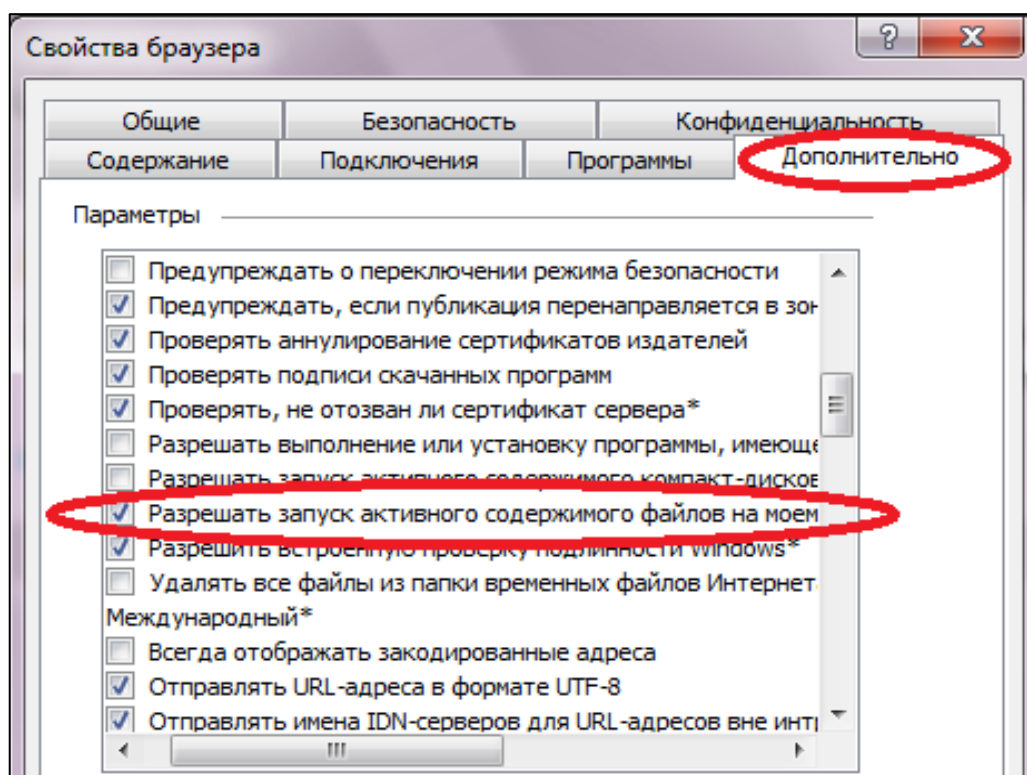 Свойства браузера
Общие Безопасность Конфиденциальность
Содержание Подключения Программы Дополнительно
Параметры
Предупреждать о переключении режима безопасности
Предупреждать, если публикация перенаправляется в зон
Проверять аннулирование сертификатов издателей
Проверять подписи скачанных программ
Проверять, не отозван ли сертификат сервера*
Разрешать выполнение или установку программы, имеюще
Разрешать запуск активного содержимого компакт-дисков
Разрешать запуск активного содержимого файлов на моем
Разрешить встроенную проверку подлинности Windows*
Удалять все файлы из папки временных файлов Интернет
Международный*
Всегда отображать закодированные адреса
Отправлять URL-адреса в формате UTF-8
Отправлять имена IDN-серверов для URL-адресов вне инт